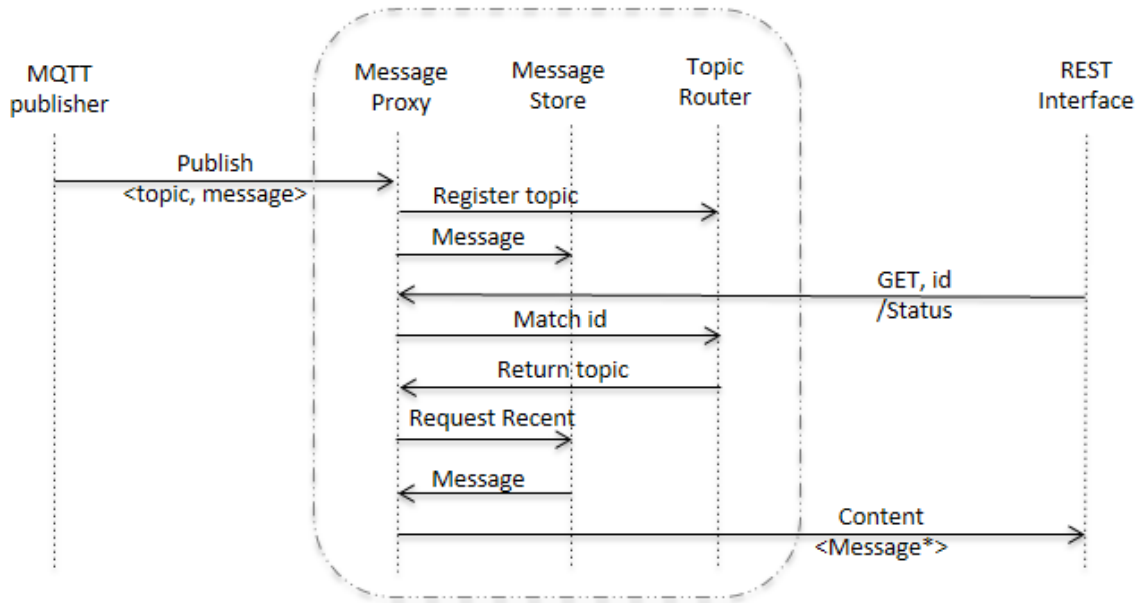 MQTT
publisher
Message
Proxy
Message
Store
Topic
Router
REST
Interface
Publish
<topic, message>
Register topic
Message
GET, id
/Status
Match id
Return topic
Request Recent
Message
Content
<Message*>